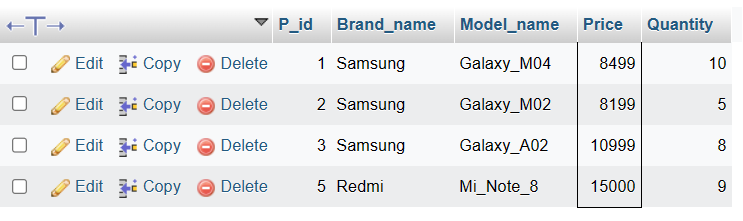 P_id Brand_name Model_name Price Quantity
Edit Copy Delete 1 Samsung Galaxy_M04 8499 10
Edit Copy Delete 2 Samsung Galaxy_M02 8199 5
Edit Copy Delete 3 Samsung Galaxy_A02 10999 8
Edit Copy Delete 5 Redmi Mi_Note_8 15000 9